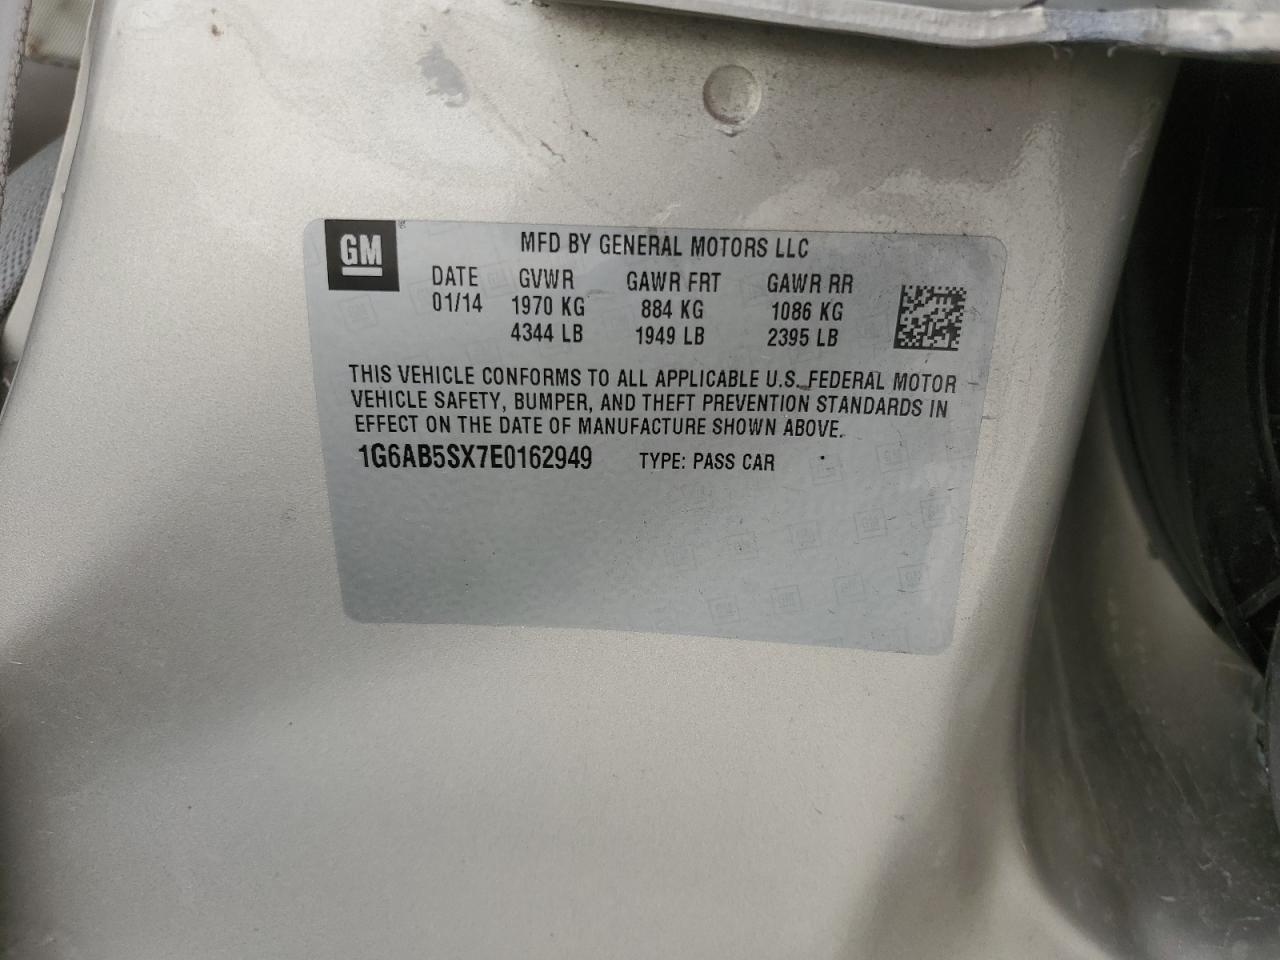 GM
MFD BY GENERAL MOTORS LLC
DATE GVWR GAWR FRT GAWR RR
01/14 1970 KG 884 KG 1086 KG
4344 LB 1949 LB 2395 LB
THIS VEHICLE CONFORMS TO ALL APPLICABLE U.S. FEDERAL MOTOR
VEHICLE SAFETY, BUMPER, AND THEFT PREVENTION STANDARDS IN
EFFECT ON THE DATE OF MANUFACTURE SHOWN ABOVE.
1G6AB5SX7E0162949 TYPE: PASS CAR